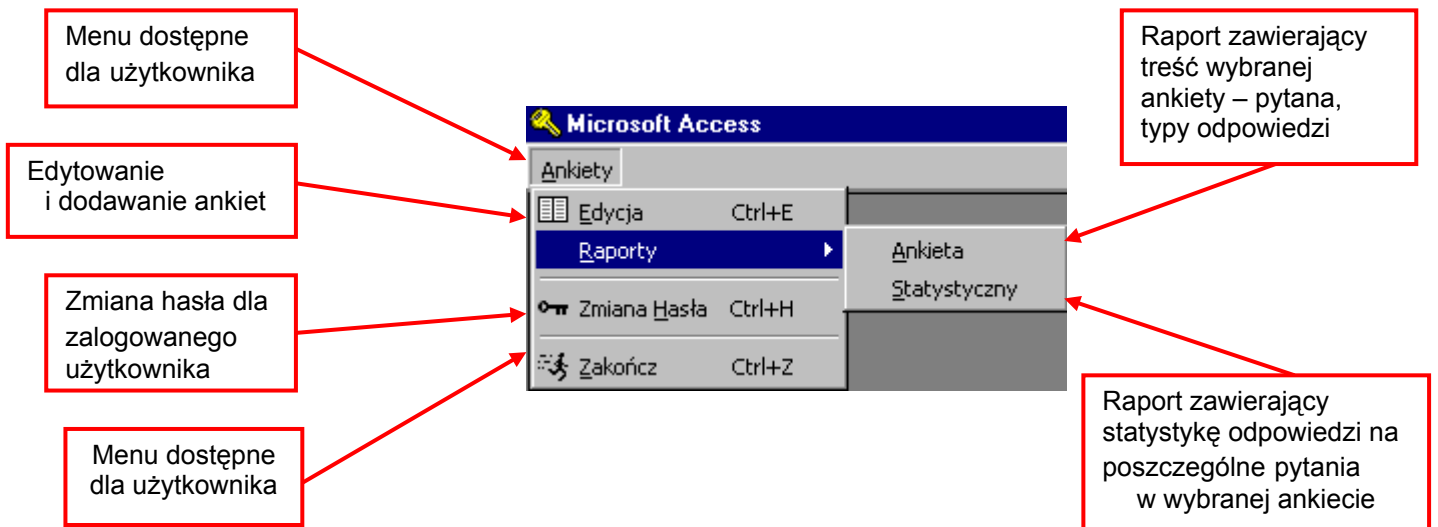 Menu dostępne
dla użytkownika
Edytowanie
i dodawanie ankiet
Zmiana hasła dla
zalogowanego
użytkownika
Menu dostępne
dla użytkownika
Microsoft Access
Ankiety
Edycja Ctrl+E
Raporty
Zmiana Hasła Ctrl+H
Zakończ Ctrl+Z
Ankieta
Statystyczny
Raport zawierający
treść wybranej
ankiety – pytana,
typy odpowiedzi
Raport zawierający
statystykę odpowiedzi na
poszczególne pytania
w wybranej ankiecie